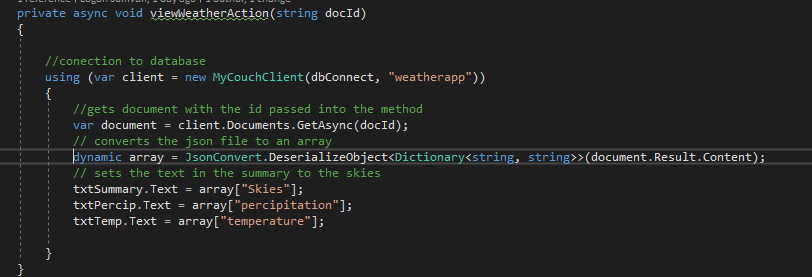 private async void viewWeatherAction(string docId)
{
//conection to database
using (var client = new MyCouchClient(dbConnect, "weatherapp"))
{
//gets document with the id passed into the method
var document = client.Documents.GetAsync(docId);
// converts the json file to an array
dynamic array = JsonConvert.DeserializeObject<Dictionary<string, string>>(document.Result.Content);
// sets the text in the summary to the skies
txtSummary.Text = array["Skies"];
txtPercip.Text = array["percipitation"];
txtTemp.Text = array["temperature"];
}
}